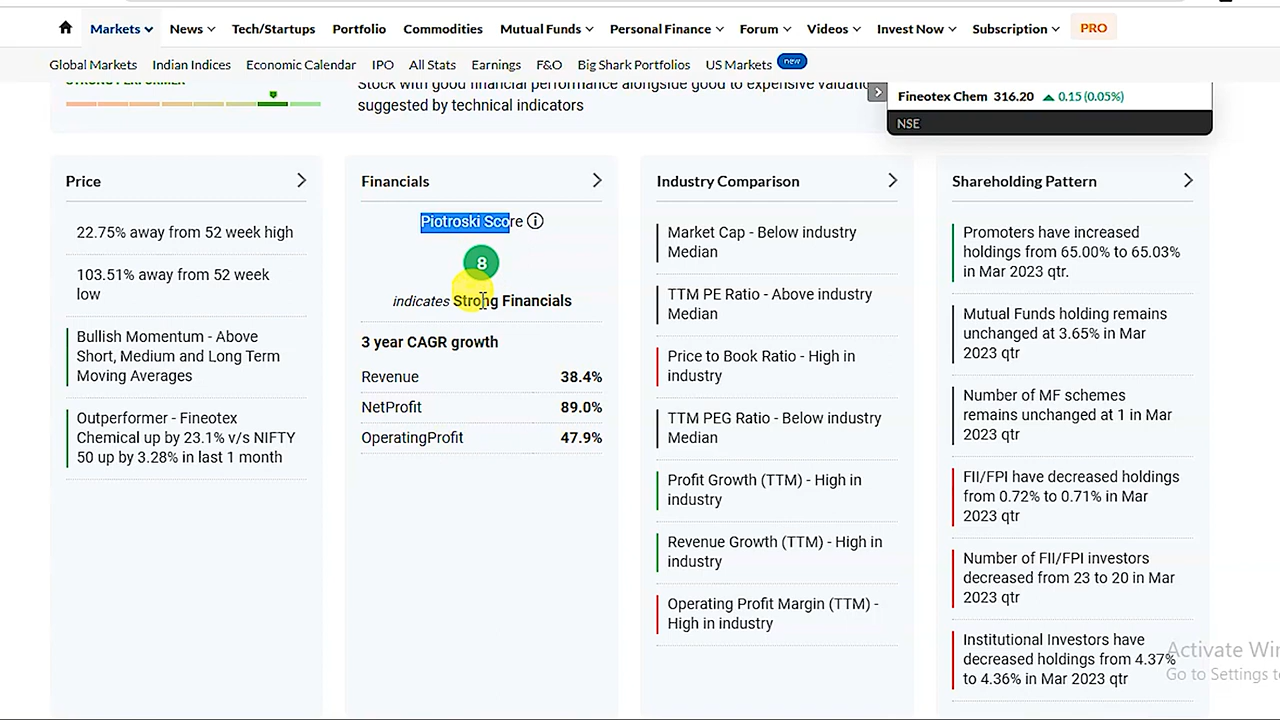 Markets News Tech/Startups Portfolio Commodities Mutual Funds Personal Finance Forum Videos Invest Now Subscription PRO
Global Markets Indian Indices Economic Calendar IPO All Stats Earnings F&O Big Shark Portfolios US Markets new
Stock with good financial performance alongside good to expensive
suggested by technical indicators
Fineotex Chem 316.20 0.15 (0.05%)
NSE
Price
22.75% away from 52 week high
103.51% away from 52 week
low
Bullish Momentum - Above
Short, Medium and Long Term
Moving Averages
Outperformer - Fineotex
Chemical up by 23.1% v/s NIFTY
50 up by 3.28% in last 1 month
Financials
Piotroski Score
8
indicates Strong Financials
3 year CAGR growth
Revenue 38.4%
NetProfit 89.0%
OperatingProfit 47.9%
Industry Comparison
Market Cap - Below industry
Median
TTM PE Ratio - Above industry
Median
Price to Book Ratio - High in
industry
TTM PEG Ratio - Below industry
Median
Profit Growth (TTM) - High in
industry
Revenue Growth (TTM) - High in
industry
Operating Profit Margin (TTM) -
High in industry
Shareholding Pattern
Promoters have increased
holdings from 65.00% to 65.03%
in Mar 2023 qtr.
Mutual Funds holding remains
unchanged at 3.65% in Mar
2023 qtr
Number of MF schemes
remains unchanged at 1 in Mar
2023 qtr
FII/FPI have decreased holdings
from 0.72% to 0.71% in Mar
2023 qtr
Number of FII/FPI investors
decreased from 23 to 20 in Mar
2023 qtr
Institutional Investors have
decreased holdings from 4.37%
to 4.36% in Mar 2023 qtr
Activate Win
Go to Settings t